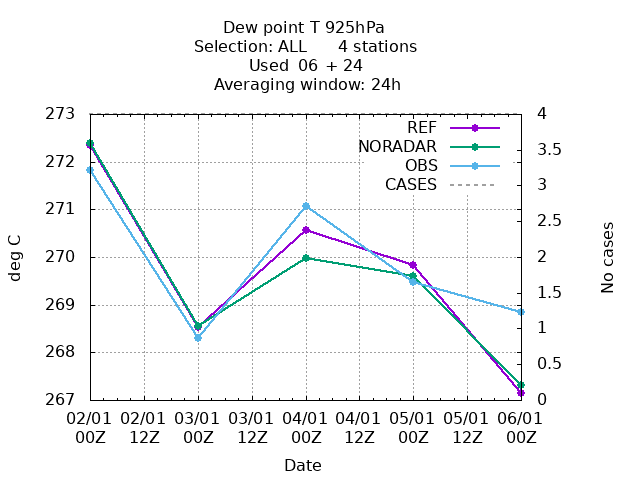 Dew point T 925hPa
Selection: ALL 4 stations
Used 06 + 24
Averaging window: 24h
273 4
REF
NORADAR 3.5
272
OBS
CASES 3
271 2.5
270 2
269 1.5
1
268 0.5
267 0
deg C
No cases
02/01 02/01 03/01 03/01 04/01 04/01 05/01 05/01 06/01
00Z 12Z 00Z 12Z 00Z 12Z 00Z 12Z 00Z
Date